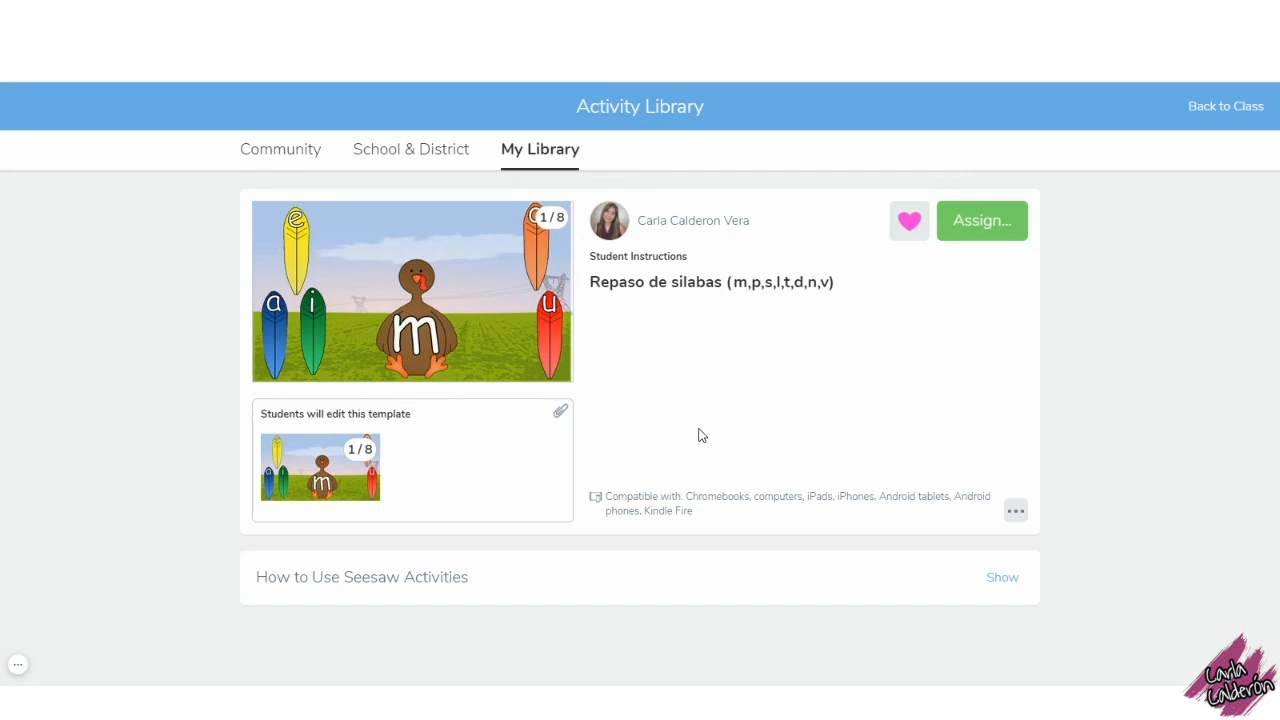 Activity Library
Back to Class
Community
School & District
My Library
e
1 / 8
a
i
m
u
Carla Calderon Vera
Assign...
Student Instructions
Repaso de silabas (m,p,s,l,t,d,n,v)
Students will edit this template
1 / 8
m
Compatible with: Chromebooks, computers, iPads, iPhones, Android tablets, Android
phones, Kindle Fire
How to Use Seesaw Activities
Show
Carla
Calderón